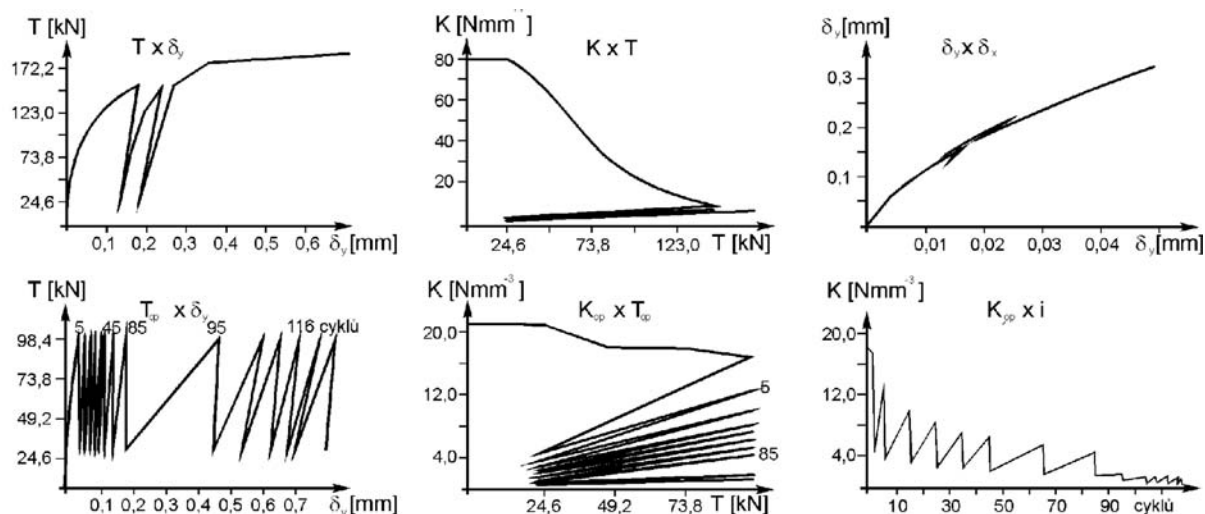 T [kN]
T x δy
172,2
123,0
73,8
24,6
0,1 0,2 0,3 0,4 0,5 0,6 δy[mm]
K [Nmm
K x T
80
60
40
20
24,6 73,8 123,0 T [kN]
δy[mm]
δy x δx
0,3
0,2
0,1
0,01 0,02 0,03 0,04 δy[mm]
T [kN]
Top x δy
5 45 85 95 116 cyklů
98,4
73,8
49,2
24,6
0,1 0,2 0,3 0,4 0,5 0,6 0,7 δy[mm]
K [Nmm⁻³]
Kop x Top
20,0
12,0
4,0
5
85
24,6 49,2 73,8 T [kN]
K [Nmm⁻³]
Kop x i
20,0
12,0
4,0
10 30 50 70 90 cyklů